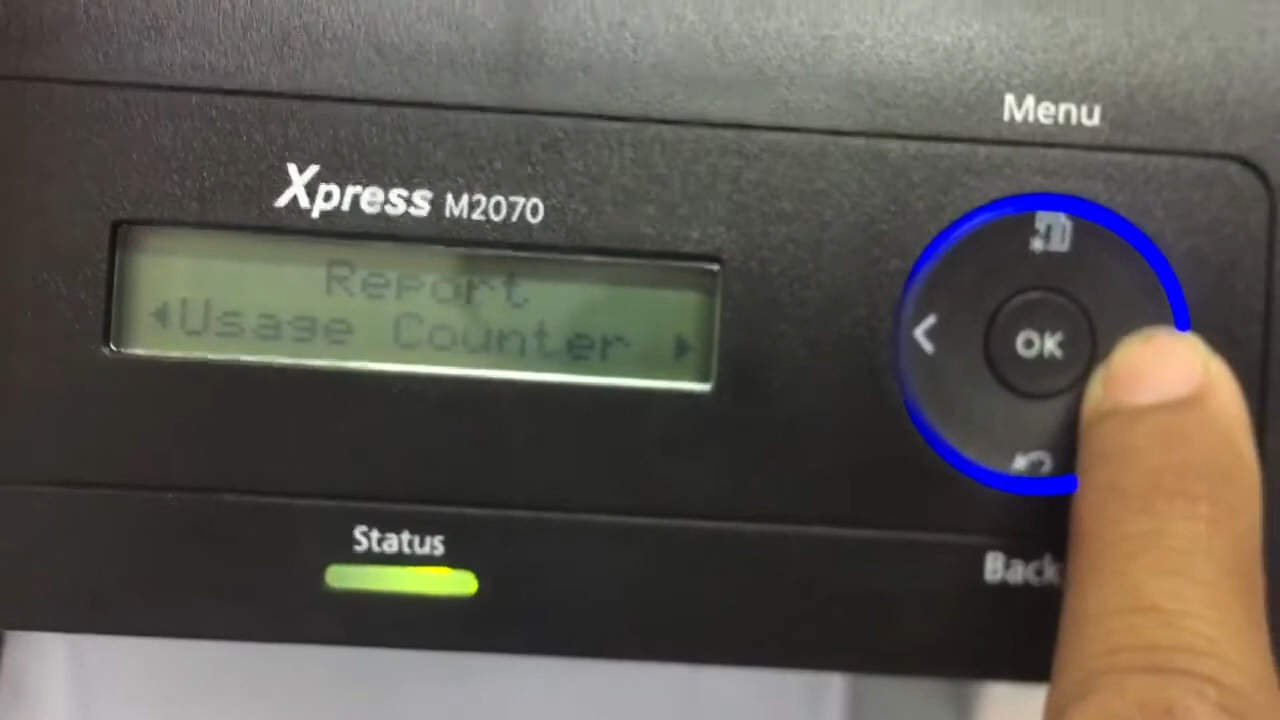 Menu
Xpress M2070
Report
Usage Counter
OK
Status
Back